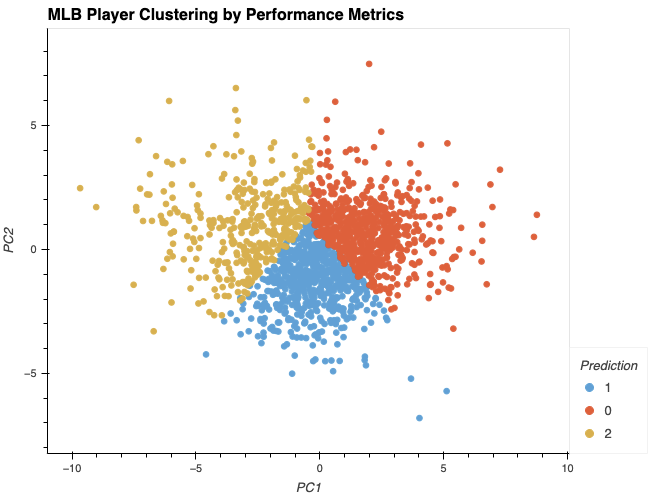 MLB Player Clustering by Performance Metrics
PC2
5
0
−5
−10
−5
0
5
10
PC1
Prediction
1
0
2